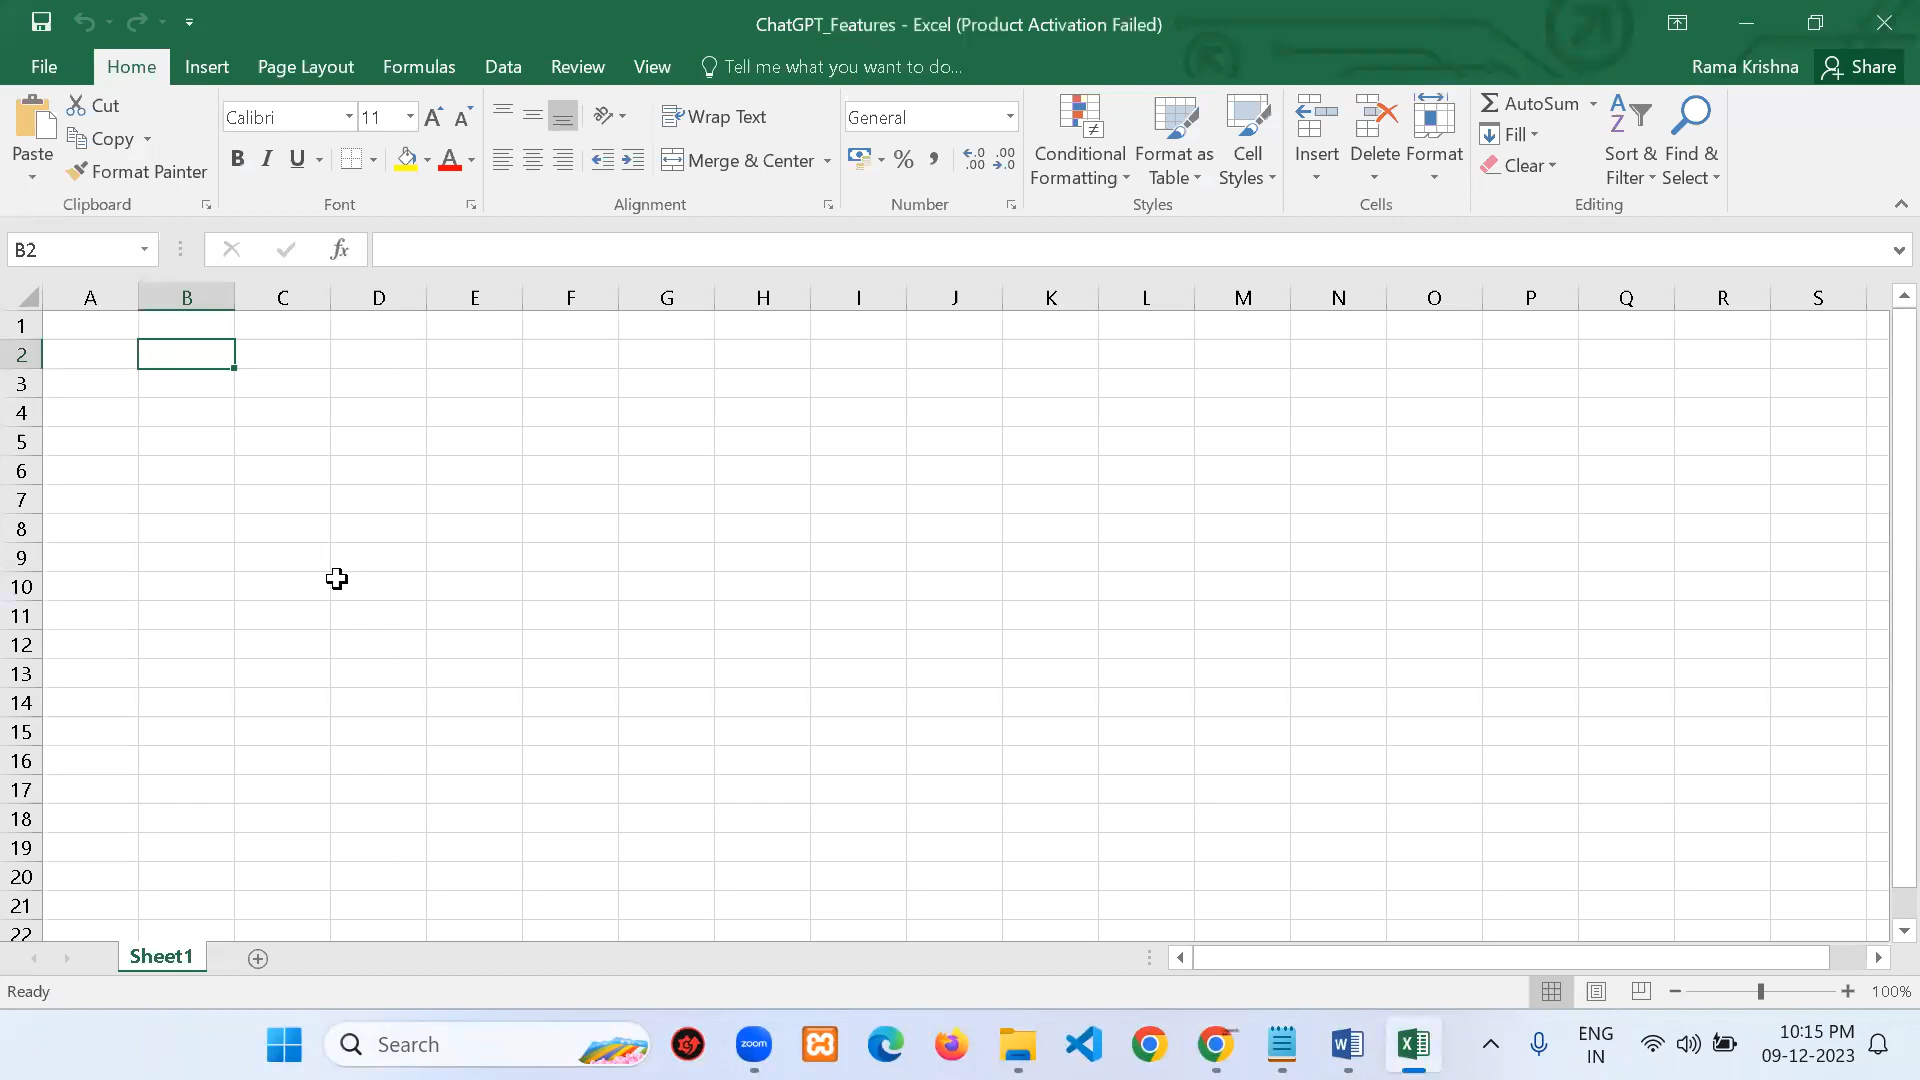 ChatGPT_Features - Excel (Product Activation Failed)
File Home Insert Page Layout Formulas Data Review View Tell me what you want to do... Rama Krishna Share
Paste Cut Copy Format Painter Clipboard
Calibri 11 B I U A Font
Wrap Text Merge & Center Alignment
General % , .00 .0 Number
Conditional Formatting Format as Table Cell Styles Styles
Insert Delete Format Cells
AutoSum Fill Clear Sort & Filter Find & Select Editing
B2 fx
A B C D E F G H I J K L M N O P Q R S
1
2
3
4
5
6
7
8
9
10
11
12
13
14
15
16
17
18
19
20
21
22
Sheet1
Ready 100%
Search zoom ENG IN 10:15 PM 09-12-2023